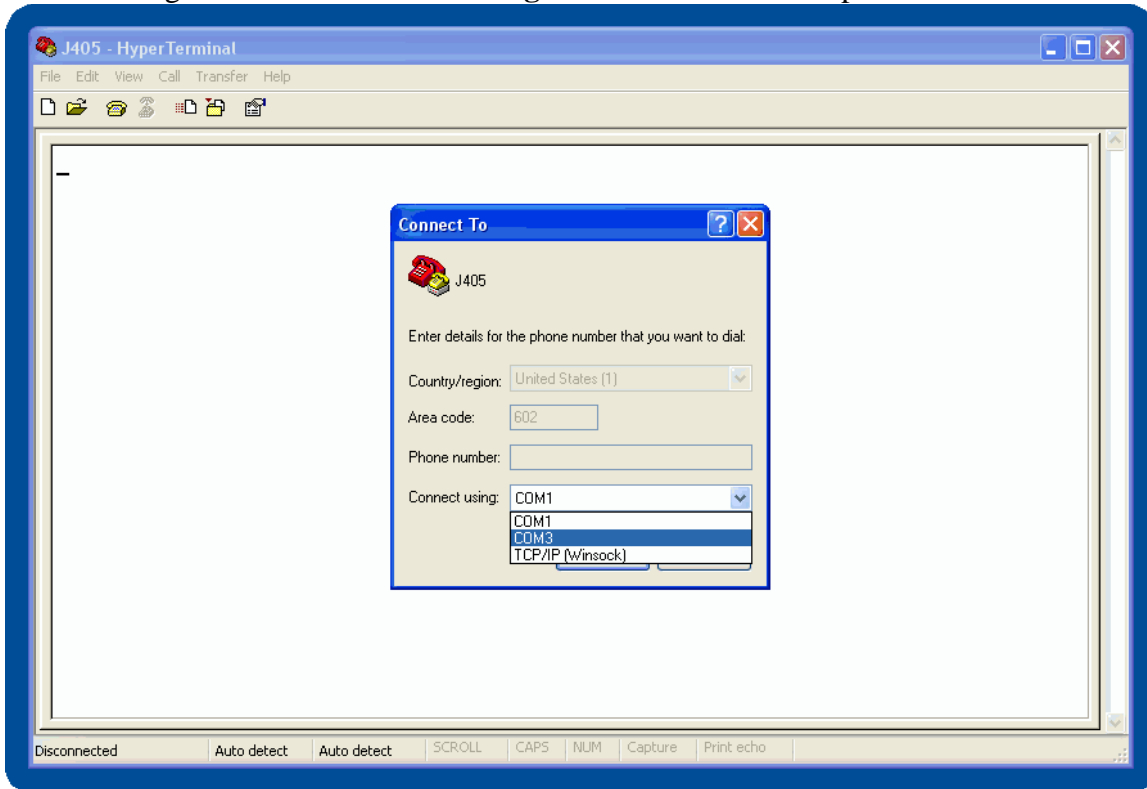 J405 - HyperTerminal
File Edit View Call Transfer Help
Connect To
J405
Enter details for the phone number that you want to dial:
Country/region: United States (1)
Area code: 602
Phone number:
Connect using: COM1
COM1
COM3
TCP/IP (Winsock)
Disconnected Auto detect Auto detect SCROLL CAPS NUM Capture Print echo